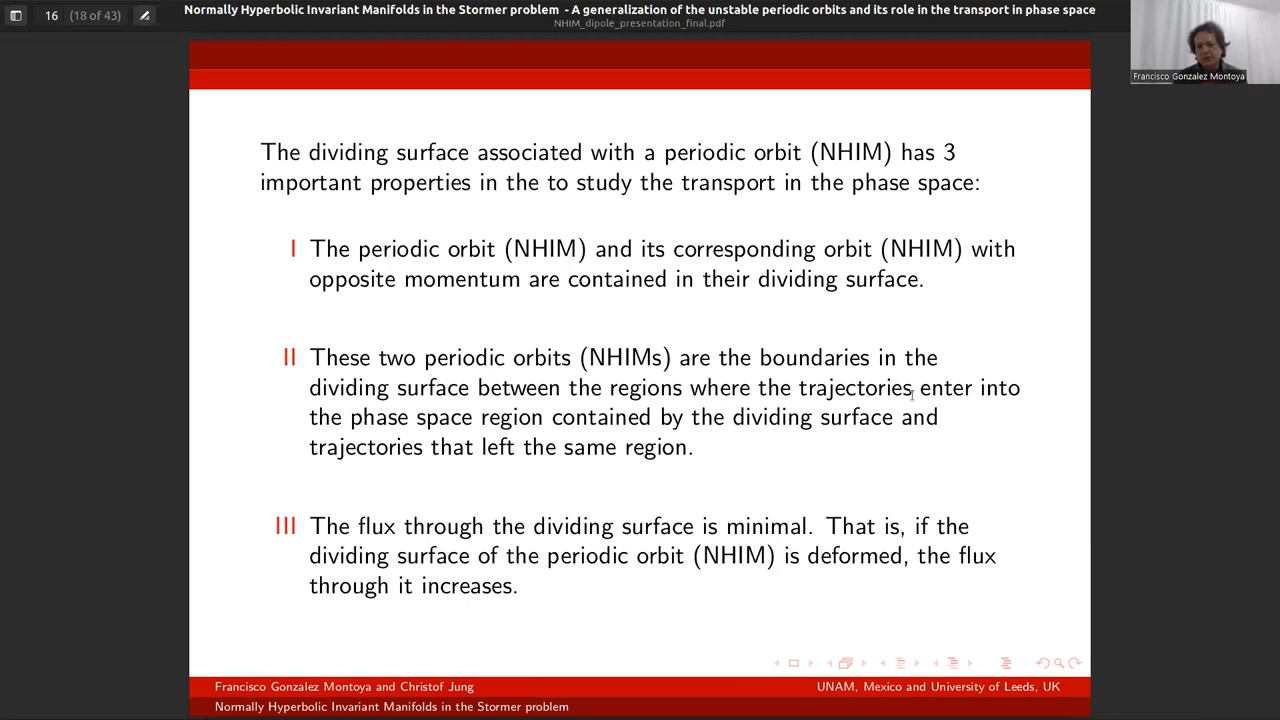 16 (18 of 43)
Normally Hyperbolic Invariant Manifolds in the Stormer problem - A generalization of the unstable periodic orbits and its role in the transport in phase space
NHIM_dipole_presentation_final.pdf
Francisco Gonzalez Montoya
The dividing surface associated with a periodic orbit (NHIM) has 3
important properties in the to study the transport in the phase space:
I The periodic orbit (NHIM) and its corresponding orbit (NHIM) with
opposite momentum are contained in their dividing surface.
II These two periodic orbits (NHIMs) are the boundaries in the
dividing surface between the regions where the trajectories enter into
the phase space region contained by the dividing surface and
trajectories that left the same region.
III The flux through the dividing surface is minimal. That is, if the
dividing surface of the periodic orbit (NHIM) is deformed, the flux
through it increases.
Francisco Gonzalez Montoya and Christof Jung UNAM, Mexico and University of Leeds, UK
Normally Hyperbolic Invariant Manifolds in the Stormer problem